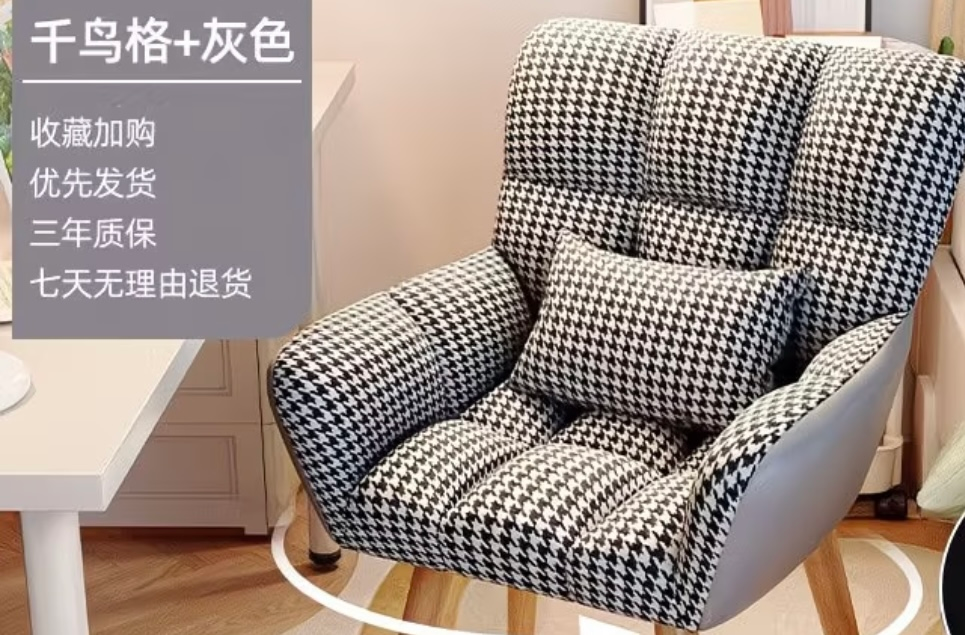 千鸟格+灰色
收藏加购
优先发货
三年质保
七天无理由退货